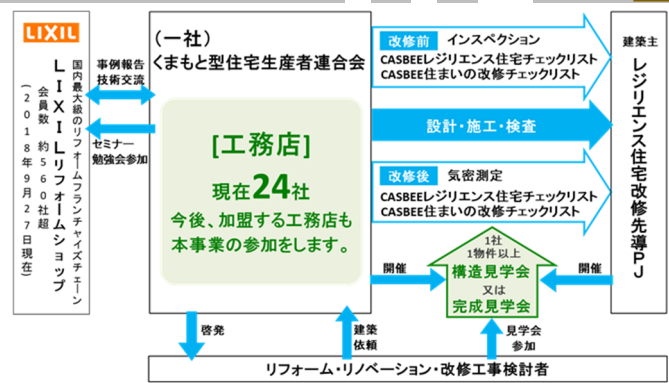 LIXIL
国内最大級のリフォームフランチャイズチェーン
LIXILリフォームショップ
会員数 約560社超
(2018年9月27日現在)
事例報告
技術交流
セミナー
勉強会参加
(一社)
くまもと型住宅生産者連合会
[工務店]
現在24社
今後、加盟する工務店も
本事業の参加をします。
改修前 インスペクション
CASBEEレジリエンス住宅チェックリスト
CASBEE住まいの改修チェックリスト
設計・施工・検査
改修後 気密測定
CASBEEレジリエンス住宅チェックリスト
CASBEE住まいの改修チェックリスト
建築主
レジリエンス住宅改修先導PJ
1社
1物件以上
構造見学会
又は
完成見学会
開催
開催
啓発
建築
依頼
見学会
参加
リフォーム・リノベーション・改修工事検討者